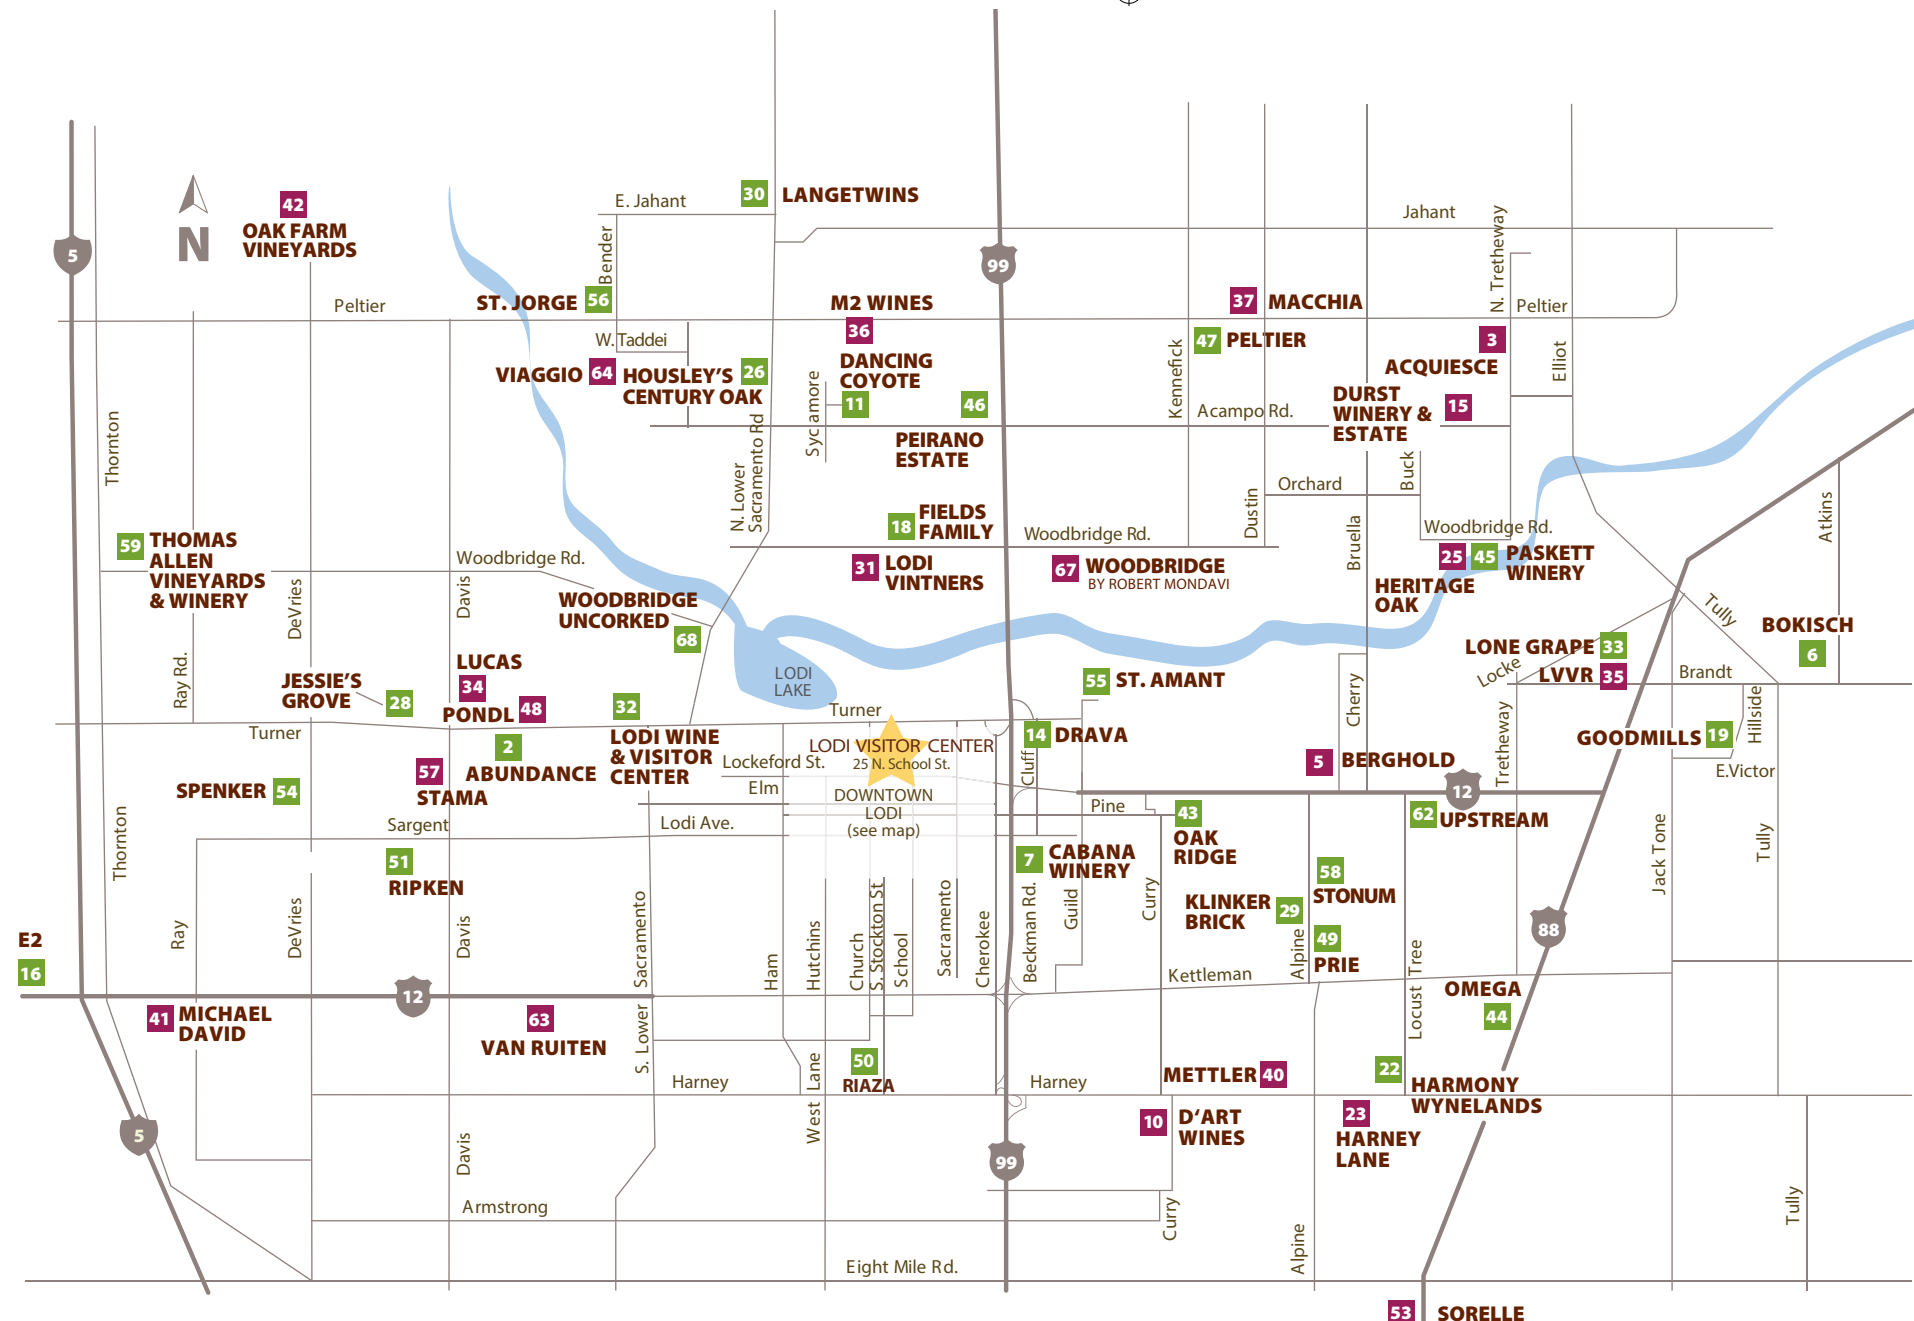 30 LANGETWINS
E. Jahant
42
OAK FARM
VINEYARDS
N
Jahant
N. Tretheway
Bender
5
99
ST. JORGE 56
M2 WINES
37 MACCHIA
Peltier
Peltier
36
W. Taddei
47 PELTIER
3
ACQUIESCE
Elliot
VIAGGIO 64
HOUSLEY'S
CENTURY OAK
26
DANCING
COYOTE
11
46
Sycamore
Kennefick
Acampo Rd.
DURST
WINERY &
ESTATE
15
Thornton
N. Lower
Sacramento Rd
PEIRANO
ESTATE
Buck
Orchard
Dustin
Atkins
18 FIELDS
FAMILY
Woodbridge Rd.
Woodbridge Rd.
Bruella
59 THOMAS
ALLEN
VINEYARDS
& WINERY
Woodbridge Rd.
31 LODI
VINTNERS
67 WOODBRIDGE
BY ROBERT MONDAVI
25
45 PASKETT
WINERY
HERITAGE
OAK
DeVries
Davis
WOODBRIDGE
UNCORKED
68
Tully
BOKISCH
6
Ray Rd.
LUCAS
34
JESSIE'S
GROVE
28
PONDL 48
32
LODI
LAKE
55 ST. AMANT
LONE GRAPE 33
Locke
LVVR 35
Brandt
Cherry
Tretheway
Hillside
Turner
Turner
2
ABUNDANCE
LODI WINE
& VISITOR
CENTER
LODI VISITOR CENTER
25 N. School St.
14 DRAVA
Cluff
GOODMILLS 19
5 BERGHOLD
E.Victor
57
STAMA
SPENKER 54
Lockeford St.
Elm
DOWNTOWN
LODI
(see map)
Pine
12
43
OAK
RIDGE
62 UPSTREAM
Sargent
Lodi Ave.
Thornton
51
RIPKEN
7 CABANA
WINERY
Jack Tone
Tully
58
STONUM
KLINKER
BRICK
29
49
PRIE
Ray
DeVries
Davis
Sacramento
Ham
Hutchins
Church
S. Stockton St
School
Sacramento
Cherokee
Beckman Rd.
Guild
Curry
Alpine
Locust Tree
88
E2
16
Kettleman
12
OMEGA
44
41 MICHAEL
DAVID
63
VAN RUITEN
S. Lower
West Lane
50
RIAZA
METTLER 40
22
HARMONY
WYNELANDS
Harney
Harney
10 D'ART
WINES
23
HARNEY
LANE
5
99
Davis
Armstrong
Curry
Alpine
Tully
Eight Mile Rd.
53 SORELLE